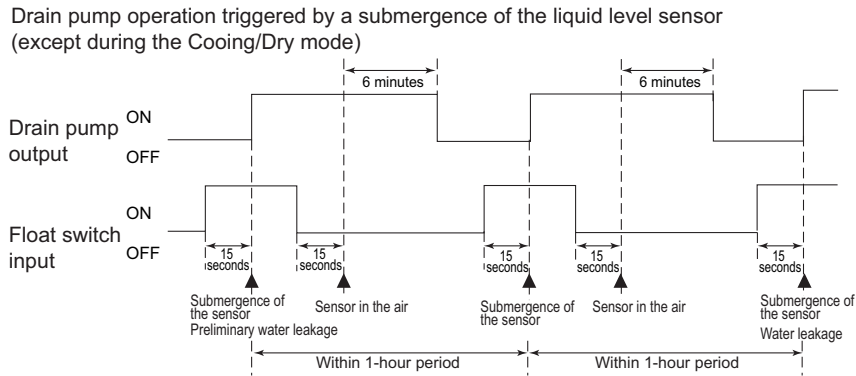 Drain pump operation triggered by a submergence of the liquid level sensor
(except during the Cooing/Dry mode)
6 minutes
6 minutes
Drain pump
output
ON
OFF
Float switch
input
ON
OFF
15
seconds
15
seconds
15
seconds
15
seconds
15
seconds
Submergence of
the sensor
Preliminary water leakage
Sensor in the air
Submergence of
the sensor
Sensor in the air
Submergence of
the sensor
Water leakage
Within 1-hour period
Within 1-hour period